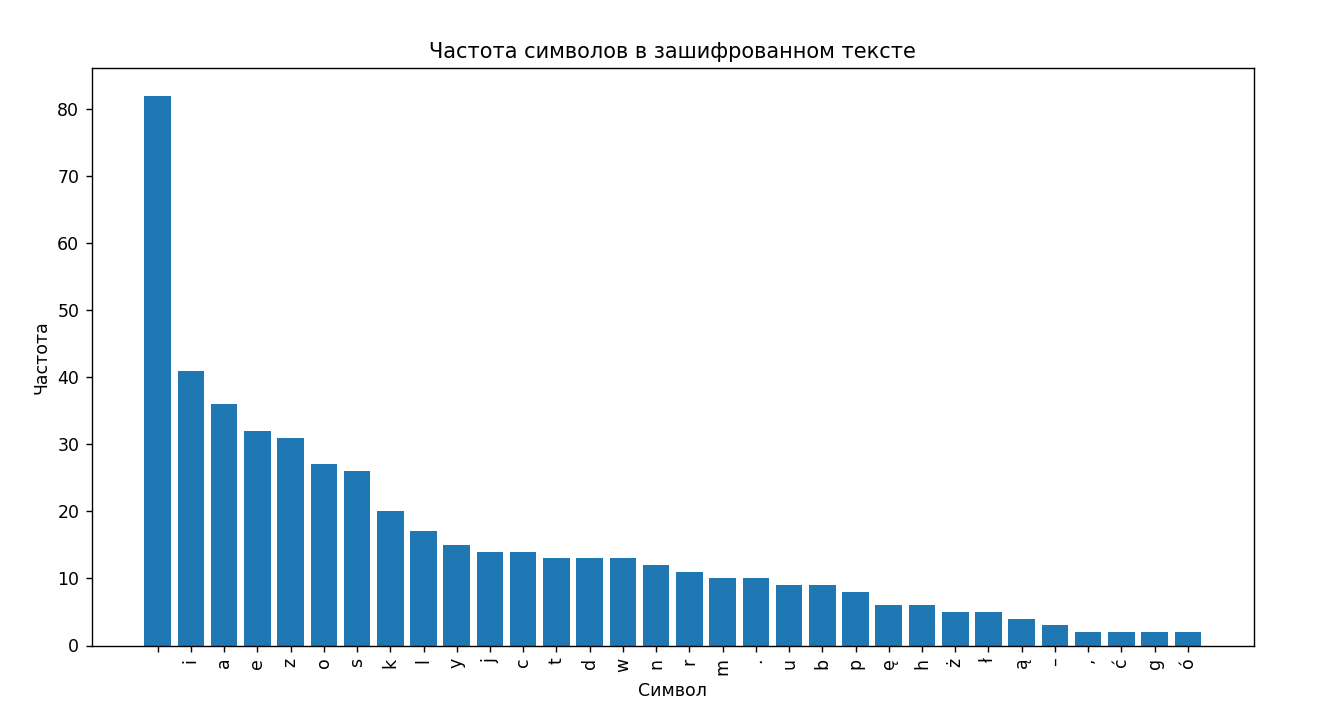 Частота символов в зашифрованном тексте
Частота
80
70
60
50
40
30
20
10
0
i a e z o s k l y j c t d w n r m . u b p ę h ż ł ą – , ć g ó
Символ